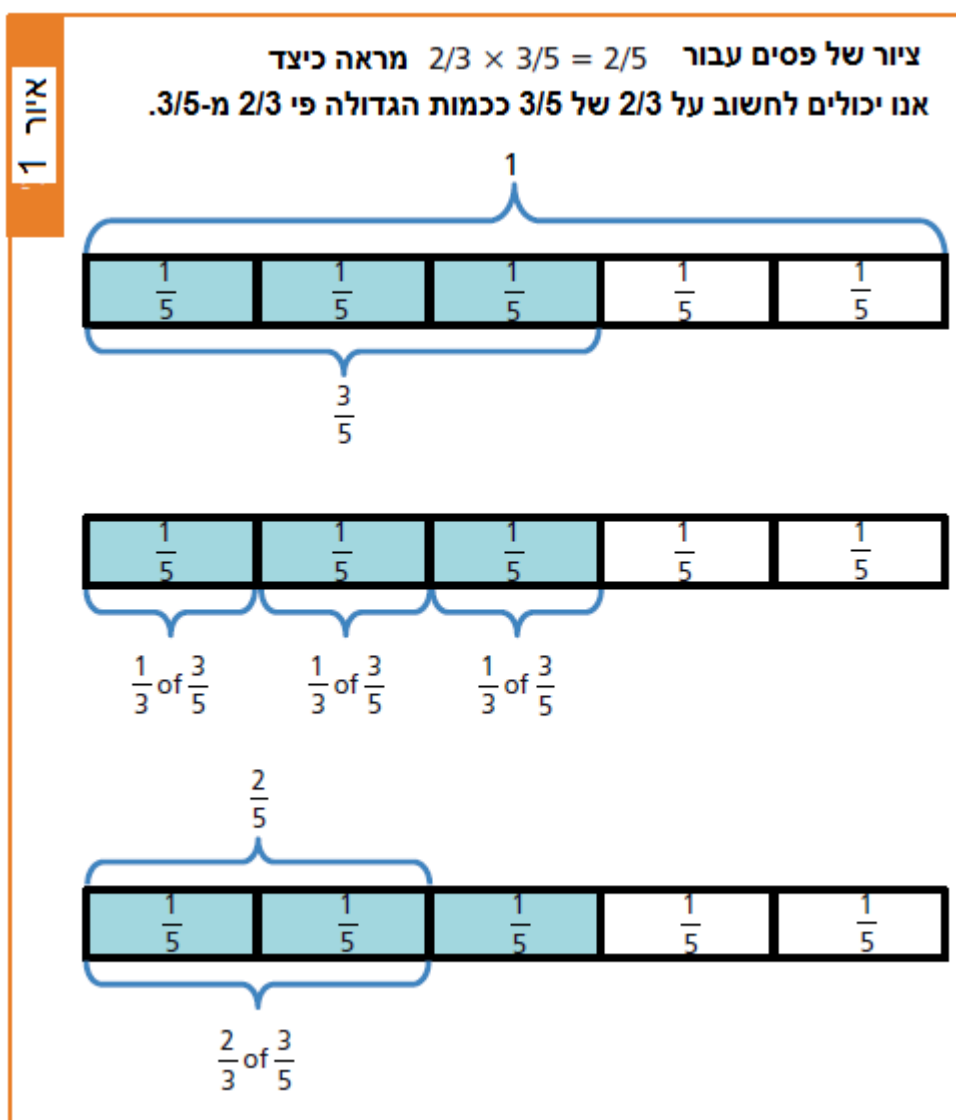 איור 1
ציור של פסים עבור 2/3 × 3/5 = 2/5 מראה כיצד
אנו יכולים לחשוב על 2/3 של 3/5 ככמות הגדולה פי 2/3 מ-3/5.
1
1/5 1/5 1/5 1/5 1/5
3/5
1/5 1/5 1/5 1/5 1/5
1/3 of 3/5 1/3 of 3/5 1/3 of 3/5
2/5
1/5 1/5 1/5 1/5 1/5
2/3 of 3/5